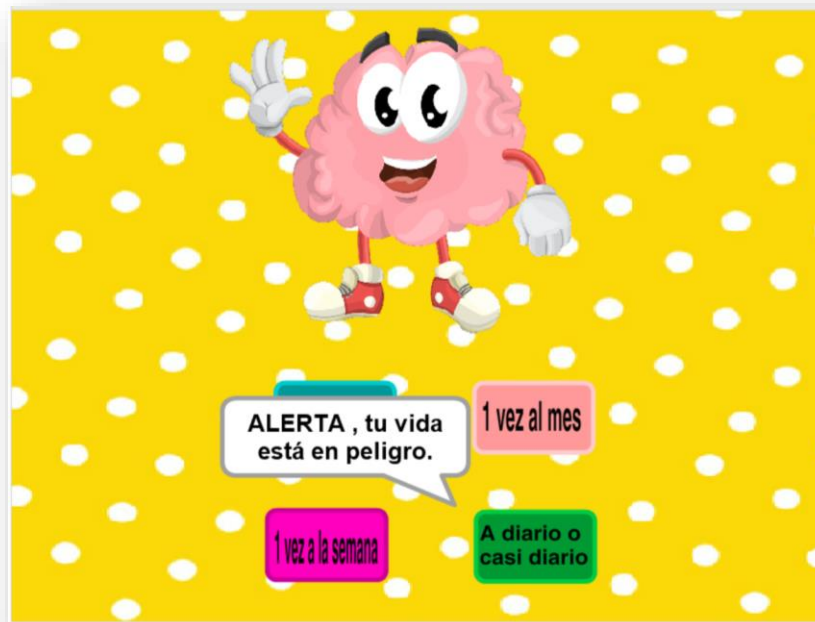 ALERTA , tu vida
está en peligro.
1 vez al mes
1 vez a la semana
A diario o
casi diario